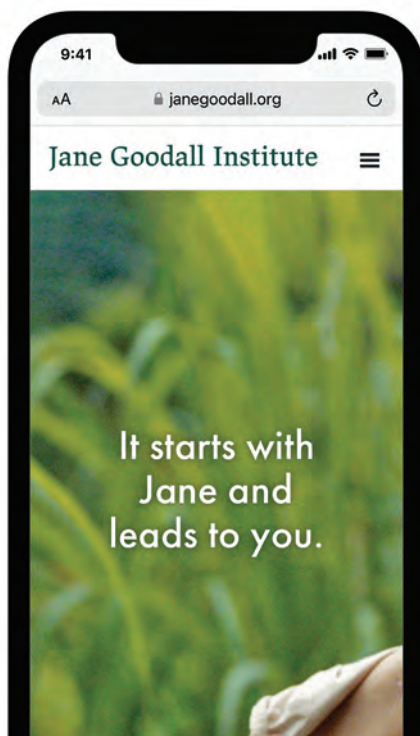 9:41
AA janegoodall.org
Jane Goodall Institute
It starts with
Jane and
leads to you.